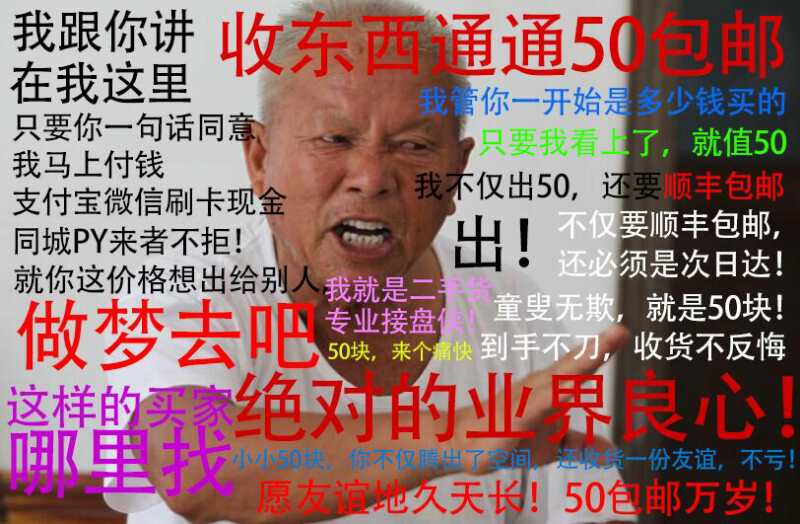 我跟你讲
在我这里
只要你一句话同意
我马上付钱
支付宝微信刷卡现金
同城PY来者不拒！
就你这价格想出给别人
做梦去吧
这样的买家
哪里找
收东西通通50包邮
我管你一开始是多少钱买的
只要我看上了，就值50
我不仅出50，还要顺丰包邮
出！
不仅要顺丰包邮，
还必须是次日达！
我就是二手货
专业接盘侠！
50块，来个痛快
童叟无欺，就是50块！
到手不刀，收货不反悔
绝对的业界良心！
小小50块，你不仅腾出了空间，还收货一份友谊，不亏！
愿友谊地久天长！50包邮万岁！